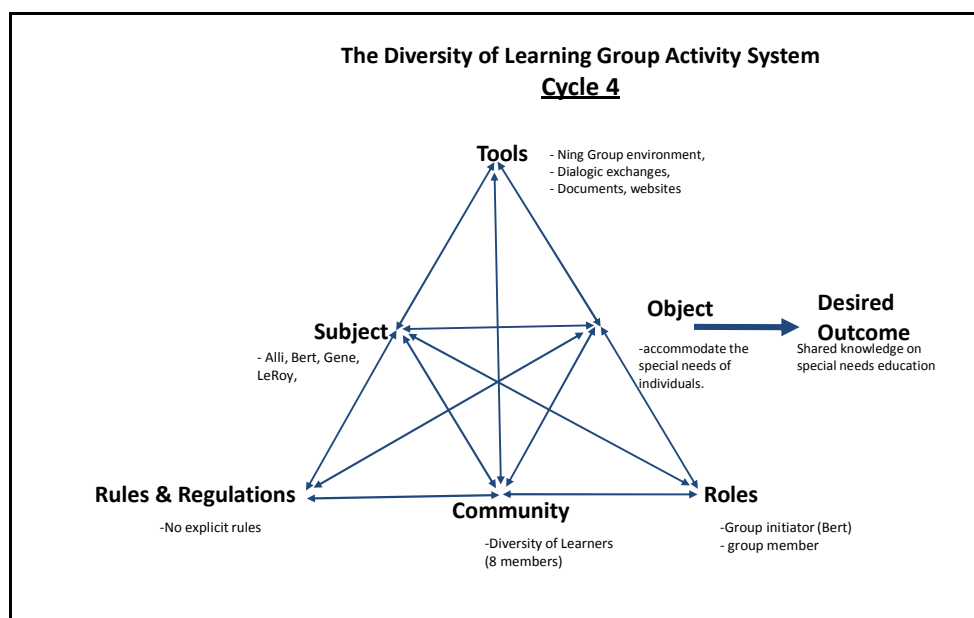 The Diversity of Learning Group Activity System
Cycle 4
Tools
- Ning Group environment,
- Dialogic exchanges,
- Documents, websites
Subject
- Alli, Bert, Gene,
LeRoy,
Object
-accommodate the
special needs of
individuals.
Desired
Outcome
Shared knowledge on
special needs education
Rules & Regulations
-No explicit rules
Community
-Diversity of Learners
(8 members)
Roles
-Group initiator (Bert)
- group member